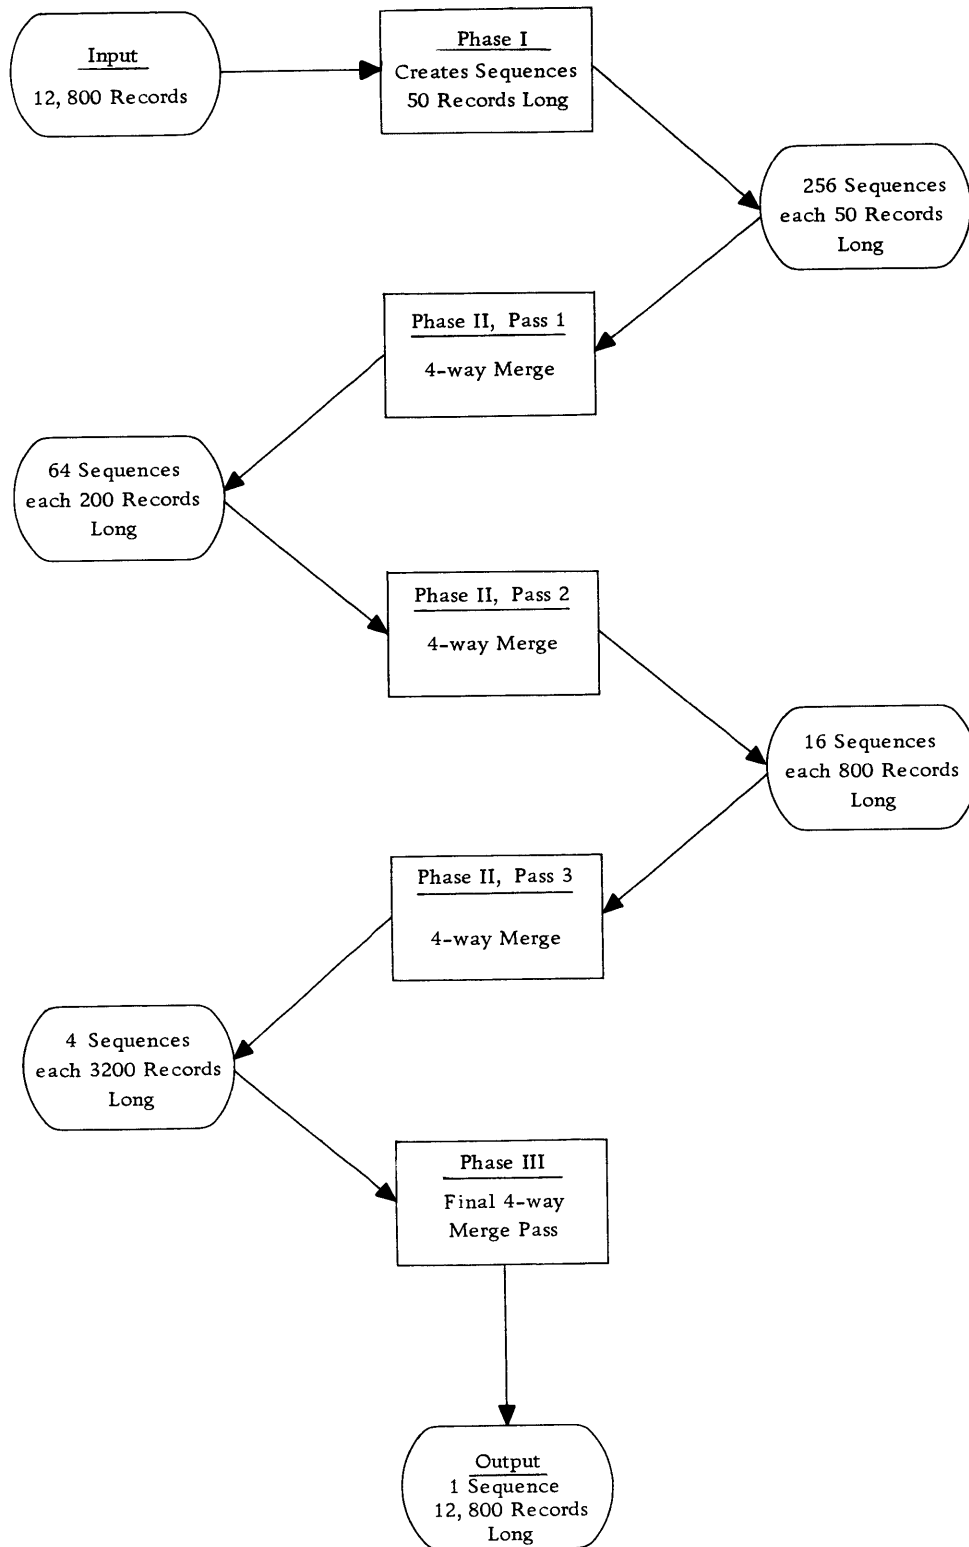 Input
12,800 Records
Phase I
Creates Sequences
50 Records Long
256 Sequences
each 50 Records
Long
Phase II, Pass 1
4-way Merge
64 Sequences
each 200 Records
Long
Phase II, Pass 2
4-way Merge
16 Sequences
each 800 Records
Long
Phase II, Pass 3
4-way Merge
4 Sequences
each 3200 Records
Long
Phase III
Final 4-way
Merge Pass
Output
1 Sequence
12,800 Records
Long